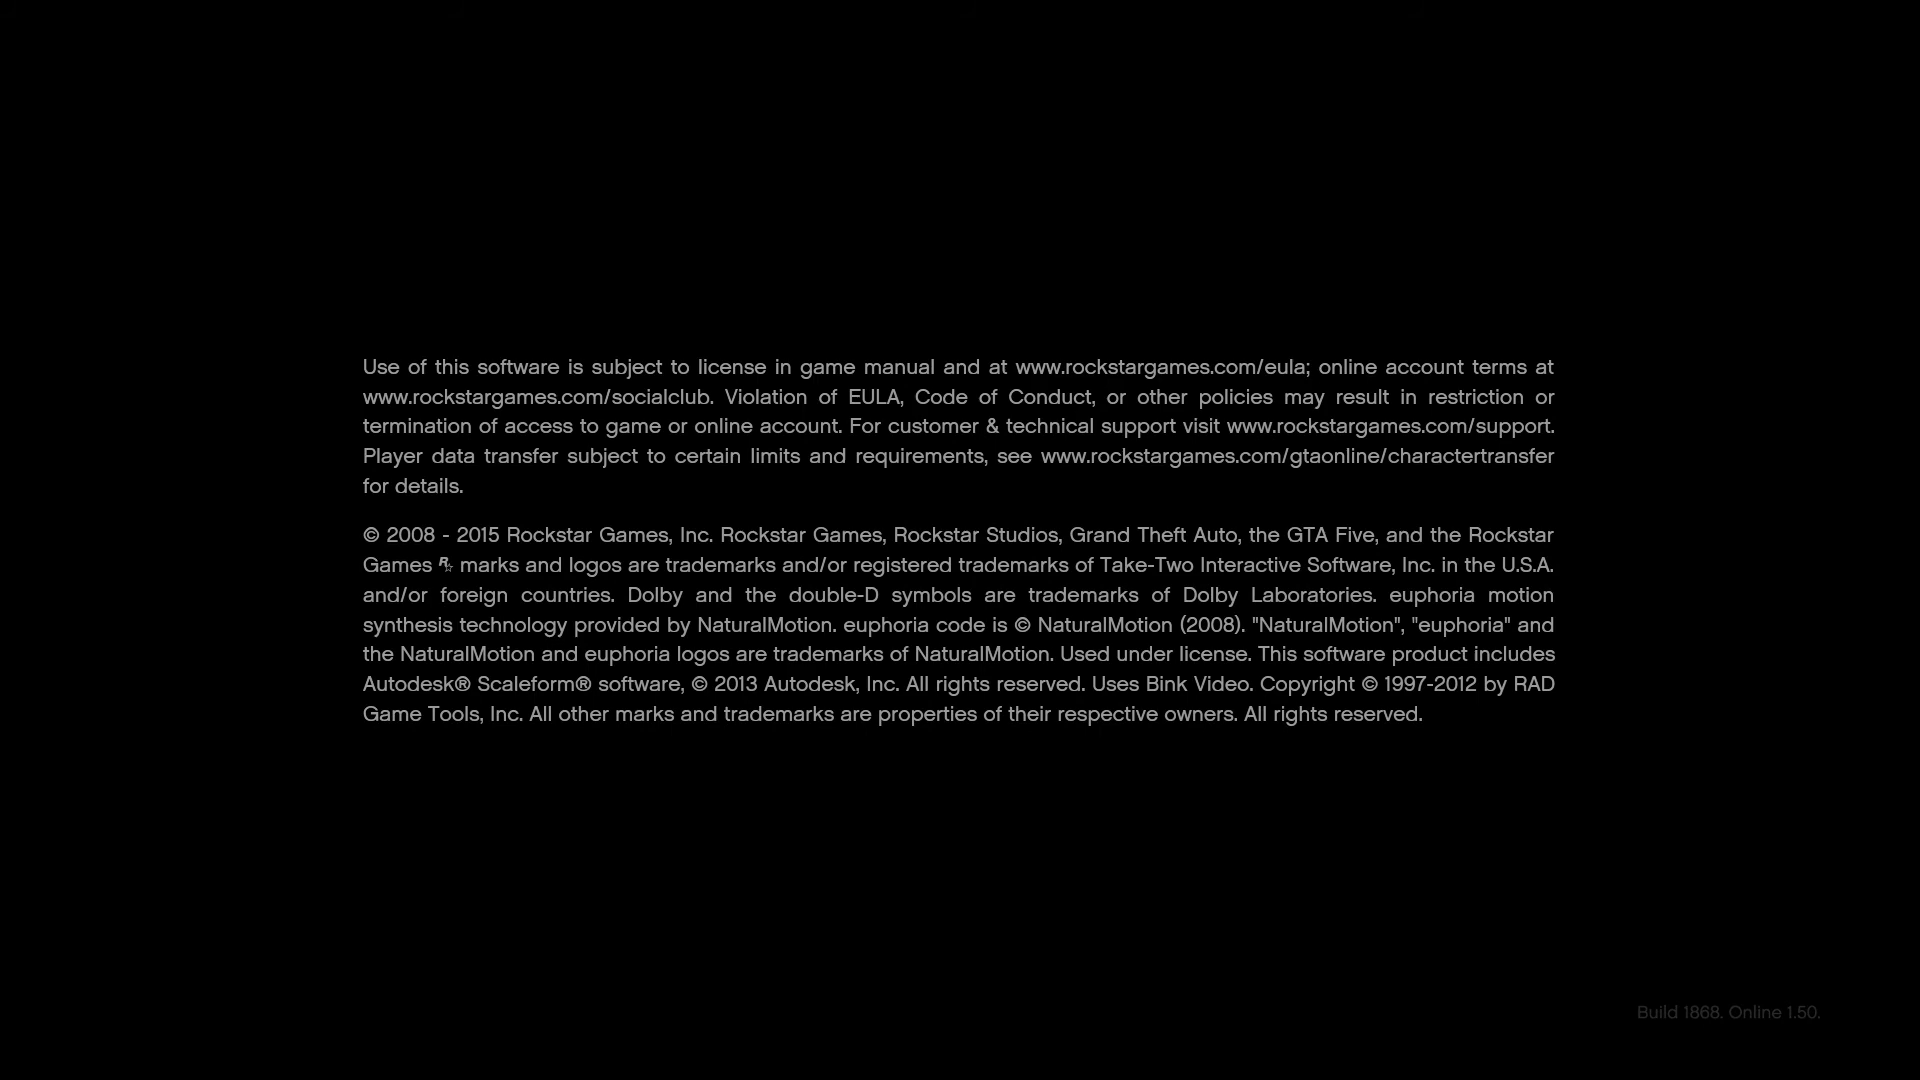 Use of this software is subject to license in game manual and at www.rockstargames.com/eula; online account terms at
www.rockstargames.com/socialclub. Violation of EULA, Code of Conduct, or other policies may result in restriction or
termination of access to game or online account. For customer & technical support visit www.rockstargames.com/support.
Player data transfer subject to certain limits and requirements, see www.rockstargames.com/gtaonline/charactertransfer
for details.
© 2008 - 2015 Rockstar Games, Inc. Rockstar Games, Rockstar Studios, Grand Theft Auto, the GTA Five, and the Rockstar
Games R* marks and logos are trademarks and/or registered trademarks of Take-Two Interactive Software, Inc. in the U.S.A.
and/or foreign countries. Dolby and the double-D symbols are trademarks of Dolby Laboratories. euphoria motion
synthesis technology provided by NaturalMotion. euphoria code is © NaturalMotion (2008). "NaturalMotion", "euphoria" and
the NaturalMotion and euphoria logos are trademarks of NaturalMotion. Used under license. This software product includes
Autodesk® Scaleform® software, © 2013 Autodesk, Inc. All rights reserved. Uses Bink Video. Copyright © 1997-2012 by RAD
Game Tools, Inc. All other marks and trademarks are properties of their respective owners. All rights reserved.
Build 1868. Online 1.50.